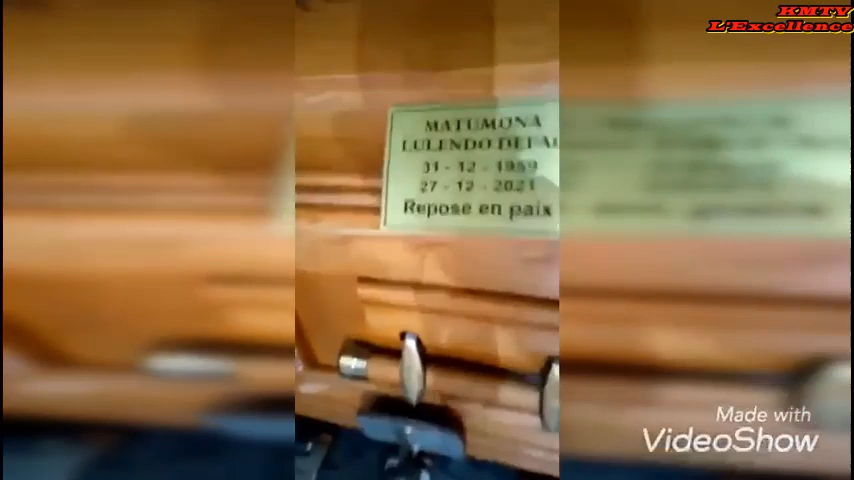 KMTV
L'Excellence
MATUMONA
LULENDO
31-12-1959
27-12-2021
Repose en paix
Made with
VideoShow